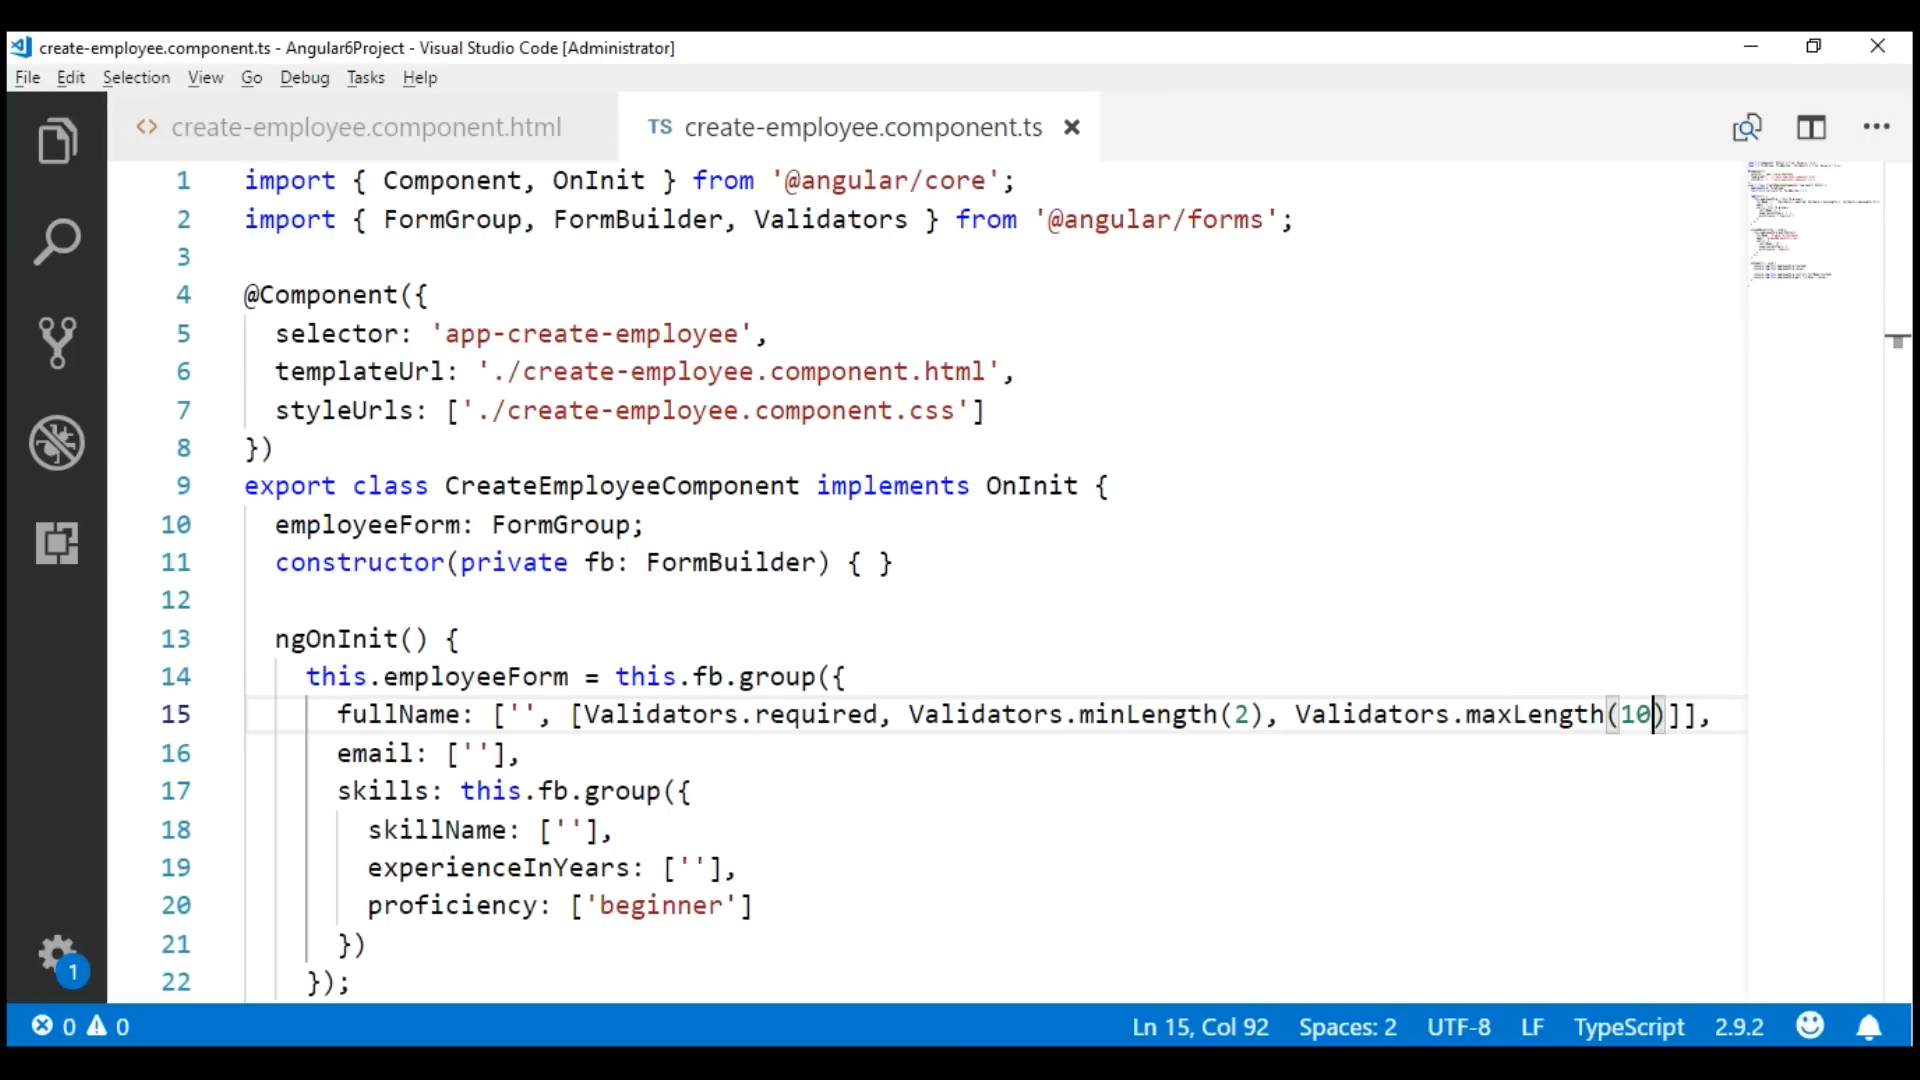 create-employee.component.ts - Angular6Project - Visual Studio Code [Administrator]
File Edit Selection View Go Debug Tasks Help
<> create-employee.component.html TS create-employee.component.ts
1 import { Component, OnInit } from '@angular/core';
2 import { FormGroup, FormBuilder, Validators } from '@angular/forms';
3
4 @Component({
5   selector: 'app-create-employee',
6   templateUrl: './create-employee.component.html',
7   styleUrls: ['./create-employee.component.css']
8 })
9 export class CreateEmployeeComponent implements OnInit {
10   employeeForm: FormGroup;
11   constructor(private fb: FormBuilder) { }
12
13   ngOnInit() {
14     this.employeeForm = this.fb.group({
15       fullName: ['', [Validators.required, Validators.minLength(2), Validators.maxLength(10)]],
16       email: [''],
17       skills: this.fb.group({
18         skillName: [''],
19         experienceInYears: [''],
20         proficiency: ['beginner']
21       })
22     });
1
0 0 Ln 15, Col 92 Spaces: 2 UTF-8 LF TypeScript 2.9.2